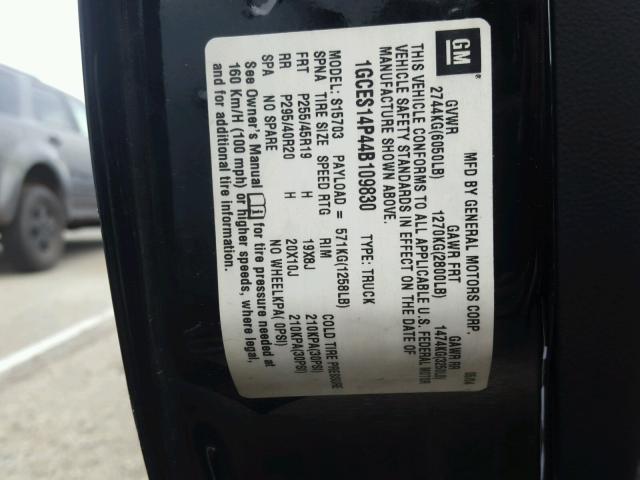 GM
MFD BY GENERAL MOTORS CORP.
GVWR GAWR FRT GAWR RR
2744KG(6050LB) 1270KG(2800LB) 1474KG(3250LB)
THIS VEHICLE CONFORMS TO ALL APPLICABLE U.S. FEDERAL MOTOR
VEHICLE SAFETY STANDARDS IN EFFECT ON THE DATE OF
MANUFACTURE SHOWN ABOVE.
1GCES14P44B109830 TYPE: TRUCK
MODEL: S15703 PAYLOAD = 571KG(1258LB)
SPNA TIRE SIZE SPEED RTG RIM COLD TIRE PRESSURE
FRT P255/45R19 H 19X8J 210KPA(30PSI)
RR P295/40R20 H 20X10J 210KPA(30PSI)
SPA NO SPARE NO WHEELKPA( 0PSI)
See Owner's Manual for tire pressure needed at
160 Km/H (100 mph) or higher speeds, where legal,
and for additional tire information.